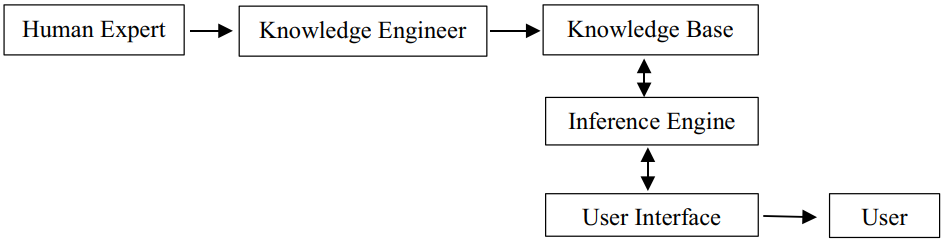 Human Expert
Knowledge Engineer
Knowledge Base
Inference Engine
User Interface
User